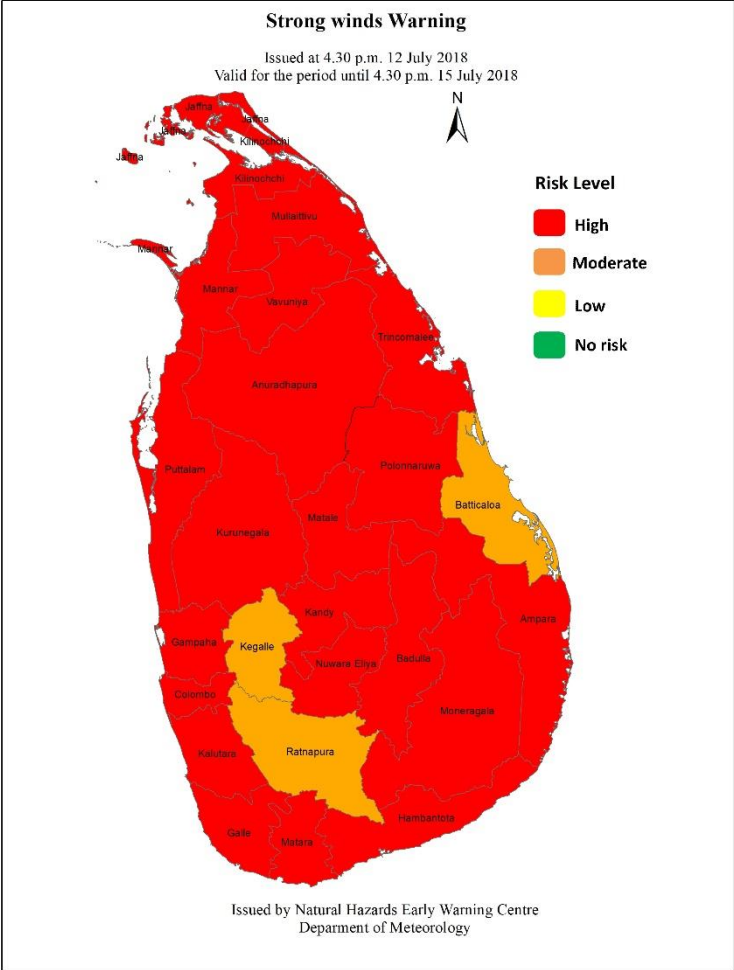 Strong winds Warning
Issued at 4.30 p.m. 12 July 2018
Valid for the period until 4.30 p.m. 15 July 2018
N
Jaffna
Jaffna
Jaffna
Kilinochchi
Jaffna
Kilinochchi
Mullaittivu
Mannar
Mannar
Vavuniya
Trincomalee
Anuradhapura
Puttalam
Polonnaruwa
Batticaloa
Matale
Kurunegala
Kandy
Ampara
Gampaha
Kegalle
Nuwara Eliya
Badulla
Colombo
Moneragala
Kalutara
Ratnapura
Hambantota
Galle
Matara
Risk Level
High
Moderate
Low
No risk
Issued by Natural Hazards Early Warning Centre
Deparment of Meteorology